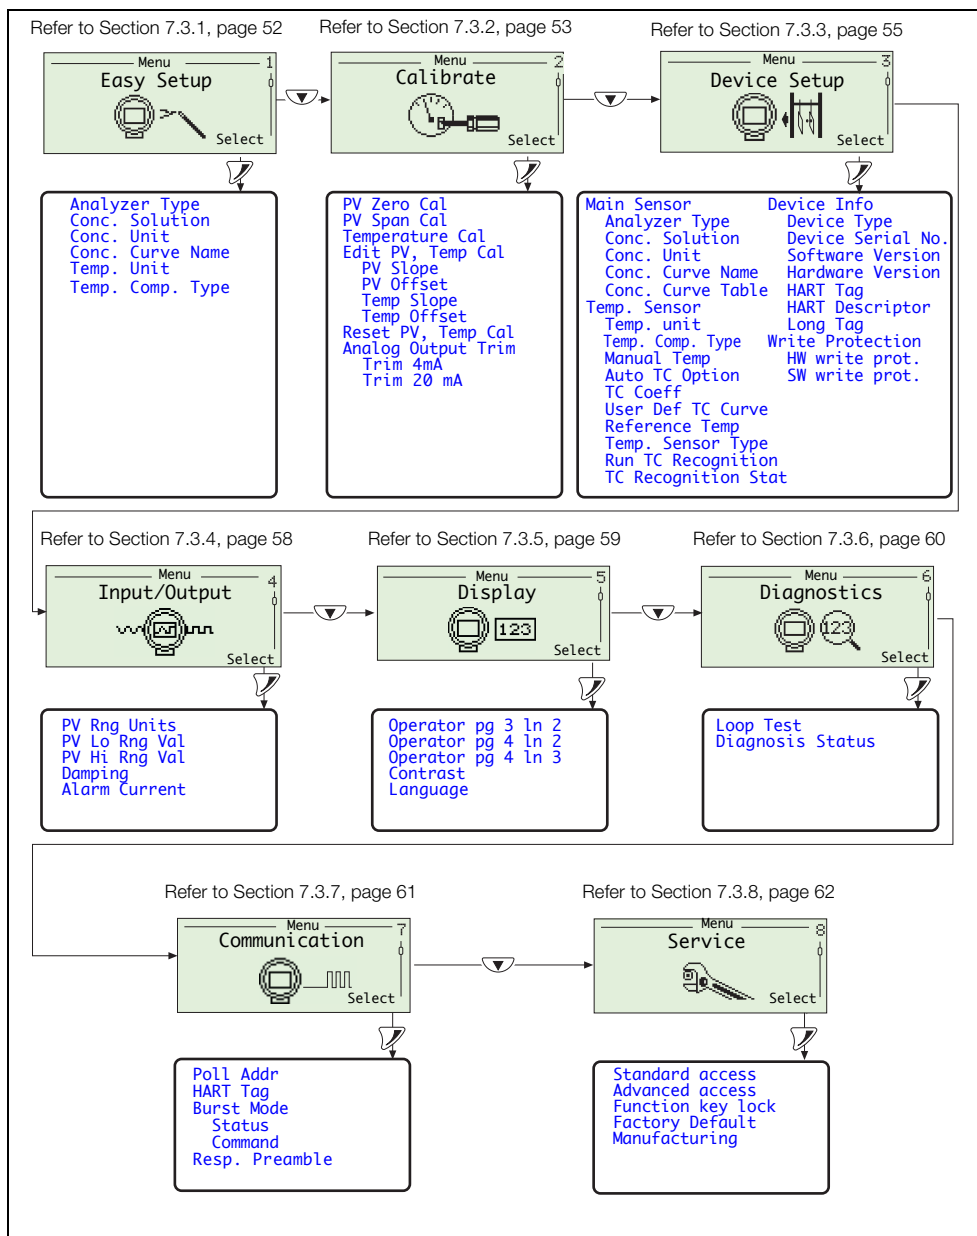 Refer to Section 7.3.1, page 52
Menu
1
Easy Setup
Select
Analyzer Type
Conc. Solution
Conc. Unit
Conc. Curve Name
Temp. Unit
Temp. Comp. Type
Refer to Section 7.3.2, page 53
Menu
2
Calibrate
Select
PV Zero Cal
PV Span Cal
Temperature Cal
Edit PV, Temp Cal
PV Slope
PV Offset
Temp Slope
Temp Offset
Reset PV, Temp Cal
Analog Output Trim
Trim 4mA
Trim 20 mA
Refer to Section 7.3.3, page 55
Menu
3
Device Setup
Select
Main Sensor
Analyzer Type
Conc. Solution
Conc. Unit
Conc. Curve Name
Conc. Curve Table
Temp. Sensor
Temp. unit
Temp. Comp. Type
Manual Temp
Auto TC Option
TC Coeff
User Def TC Curve
Reference Temp
Temp. Sensor Type
Run TC Recognition
TC Recognition Stat
Device Info
Device Type
Device Serial No.
Software Version
Hardware Version
HART Tag
HART Descriptor
Long Tag
Write Protection
HW write prot.
SW write prot.
Refer to Section 7.3.4, page 58
Menu
4
Input/Output
Select
PV Rng Units
PV Lo Rng Val
PV Hi Rng Val
Damping
Alarm Current
Refer to Section 7.3.5, page 59
Menu
5
Display
123
Select
Operator pg 3 ln 2
Operator pg 4 ln 2
Operator pg 4 ln 3
Contrast
Language
Refer to Section 7.3.6, page 60
Menu
6
Diagnostics
123
Select
Loop Test
Diagnosis Status
Refer to Section 7.3.7, page 61
Menu
7
Communication
Select
Poll Addr
HART Tag
Burst Mode
Status
Command
Resp. Preamble
Refer to Section 7.3.8, page 62
Menu
8
Service
Select
Standard access
Advanced access
Function key lock
Factory Default
Manufacturing